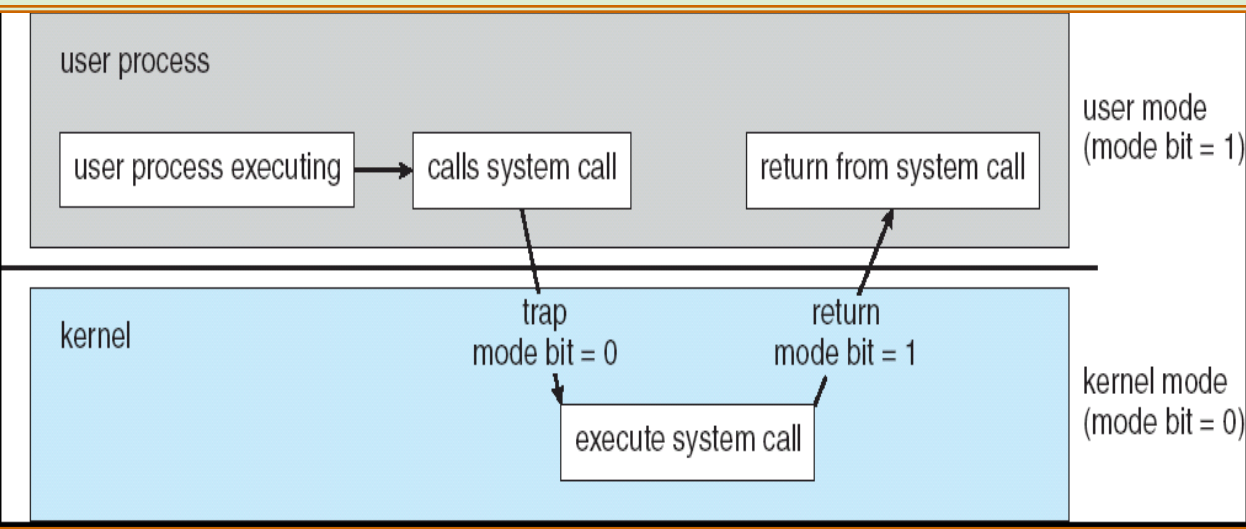 user process
user process executing
calls system call
return from system call
user mode
(mode bit = 1)
trap
mode bit = 0
return
mode bit = 1
kernel
execute system call
kernel mode
(mode bit = 0)